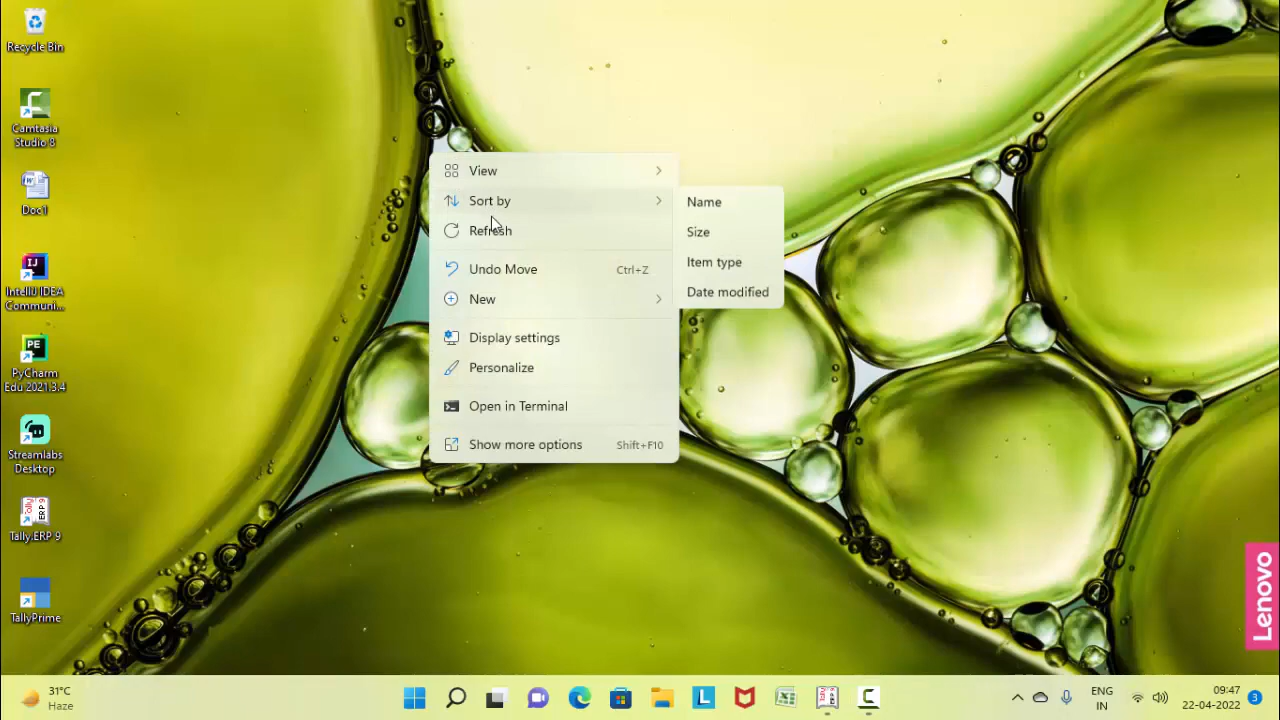 Recycle Bin
Camtasia
Studio 8
Doc1
IntelliJ IDEA
Communi...
PyCharm
Edu 2021.3.4
Streamlabs
Desktop
Tally.ERP 9
TallyPrime
View
Sort by
Refresh
Undo Move Ctrl+Z
New
Display settings
Personalize
Open in Terminal
Show more options Shift+F10
Name
Size
Item type
Date modified
Lenovo
31°C
Haze
ENG
IN
09:47
22-04-2022
3